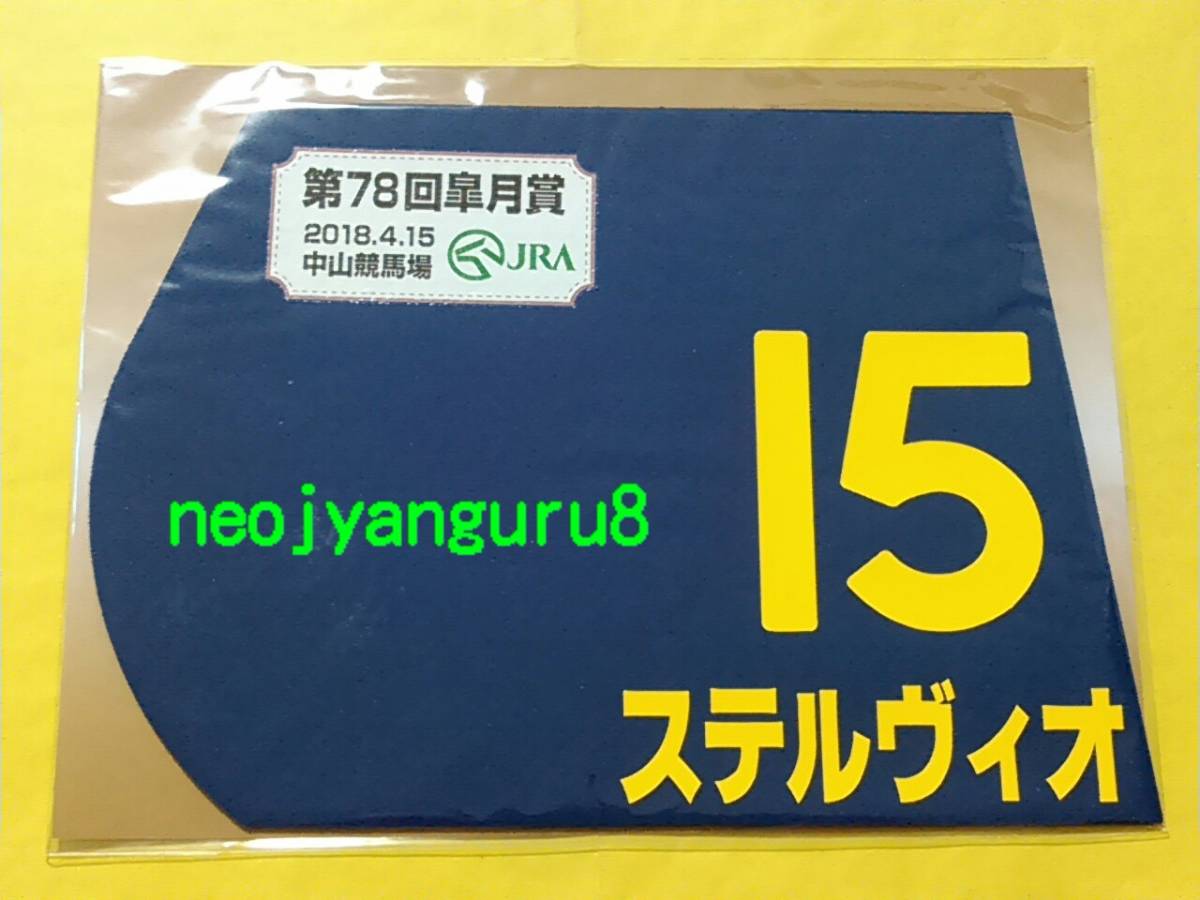 第78回皐月賞
2018.4.15
中山競馬場
JRA
15
neojyanguru8
ステルヴィオ